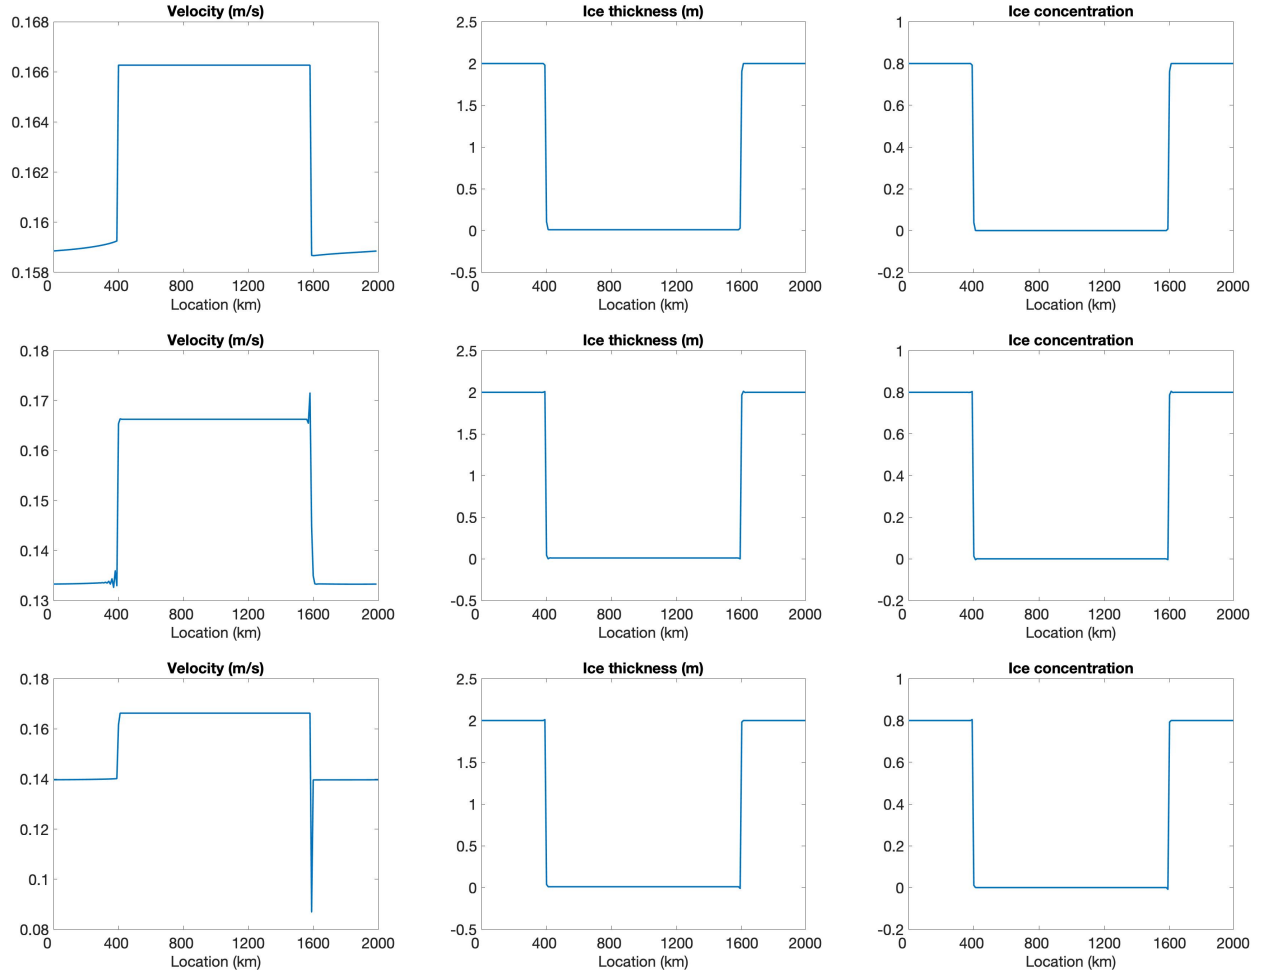 Velocity (m/s)
0.168
0.166
0.164
0.162
0.16
0.158
0 400 800 1200 1600 2000
Location (km)
Ice thickness (m)
2.5
2
1.5
1
0.5
0
-0.5
0 400 800 1200 1600 2000
Location (km)
Ice concentration
1
0.8
0.6
0.4
0.2
0
-0.2
0 400 800 1200 1600 2000
Location (km)
Velocity (m/s)
0.18
0.17
0.16
0.15
0.14
0.13
0 400 800 1200 1600 2000
Location (km)
Ice thickness (m)
2.5
2
1.5
1
0.5
0
-0.5
0 400 800 1200 1600 2000
Location (km)
Ice concentration
1
0.8
0.6
0.4
0.2
0
-0.2
0 400 800 1200 1600 2000
Location (km)
Velocity (m/s)
0.18
0.16
0.14
0.12
0.1
0.08
0 400 800 1200 1600 2000
Location (km)
Ice thickness (m)
2.5
2
1.5
1
0.5
0
-0.5
0 400 800 1200 1600 2000
Location (km)
Ice concentration
1
0.8
0.6
0.4
0.2
0
-0.2
0 400 800 1200 1600 2000
Location (km)